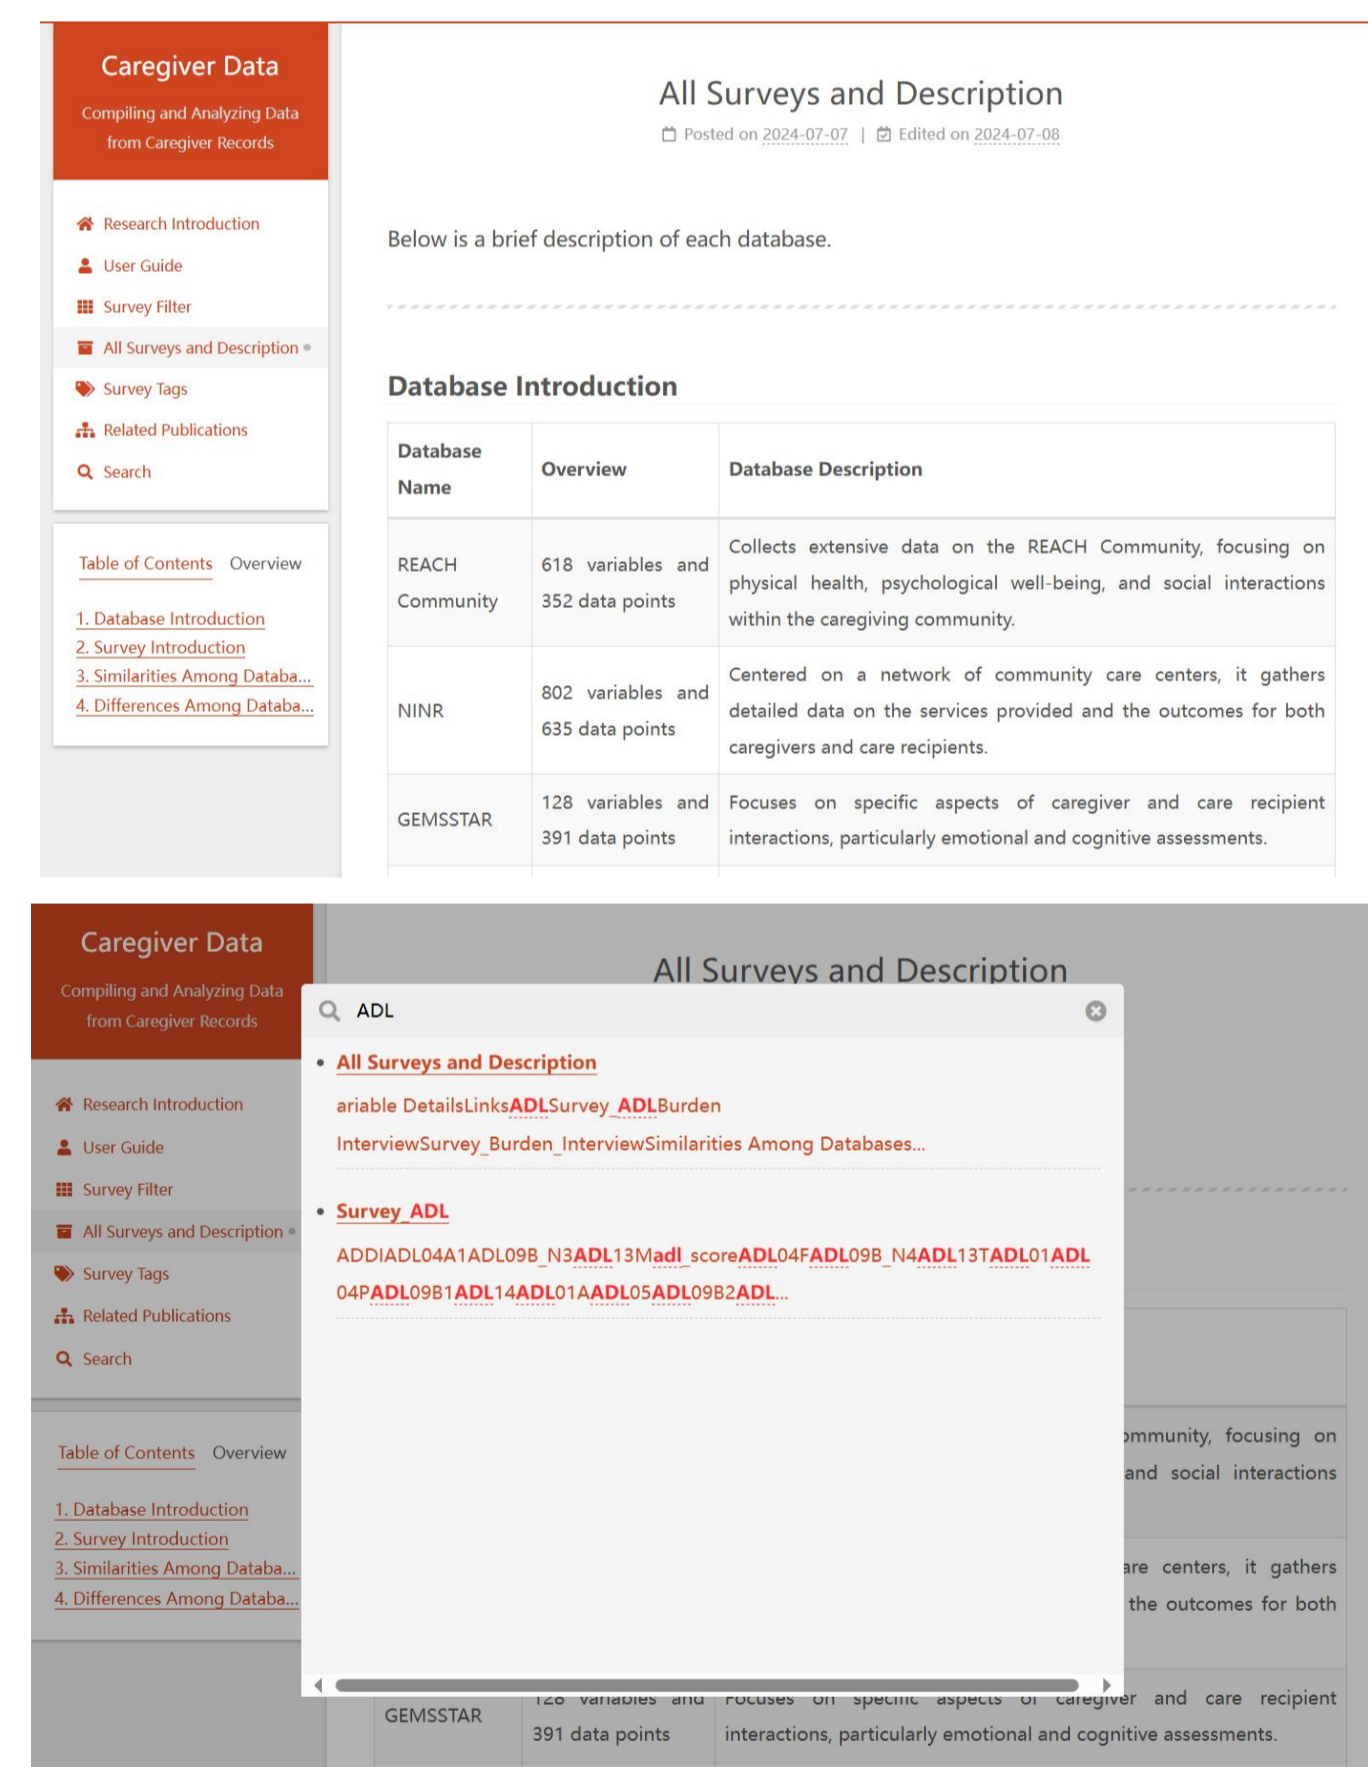 Caregiver Data
Compiling and Analyzing Data
from Caregiver Records
Research Introduction
User Guide
Survey Filter
All Surveys and Description
Survey Tags
Related Publications
Search
Table of Contents Overview
1. Database Introduction
2. Survey Introduction
3. Similarities Among Databa...
4. Differences Among Databa...
All Surveys and Description
Posted on 2024-07-07 | Edited on 2024-07-08
Below is a brief description of each database.
Database Introduction
Database
Name
Overview
Database Description
REACH
Community
618 variables and
352 data points
Collects extensive data on the REACH Community, focusing on
physical health, psychological well-being, and social interactions
within the caregiving community.
NINR
802 variables and
635 data points
Centered on a network of community care centers, it gathers
detailed data on the services provided and the outcomes for both
caregivers and care recipients.
GEMSSTAR
128 variables and
391 data points
Focuses on specific aspects of caregiver and care recipient
interactions, particularly emotional and cognitive assessments.
Caregiver Data
Compiling and Analyzing Data
from Caregiver Records
Research Introduction
User Guide
Survey Filter
All Surveys and Description
Survey Tags
Related Publications
Search
Table of Contents Overview
1. Database Introduction
2. Survey Introduction
3. Similarities Among Databa...
4. Differences Among Databa...
All Surveys and Description
ADL
All Surveys and Description
ariable DetailsLinksADLSurvey_ADLBurden
InterviewSurvey_Burden_InterviewSimilarities Among Databases...
Survey_ADL
ADDIADL04A1ADL09B_N3ADL13Madl_scoreADL04FADL09B_N4ADL13TADL01ADL
04PADL09B1ADL14ADL01AADL05ADL09B2ADL...
ommunity, focusing on
and social interactions
are centers, it gathers
the outcomes for both
GEMSSTAR
128 variables and
391 data points
Focuses on specific aspects of caregiver and care recipient
interactions, particularly emotional and cognitive assessments.